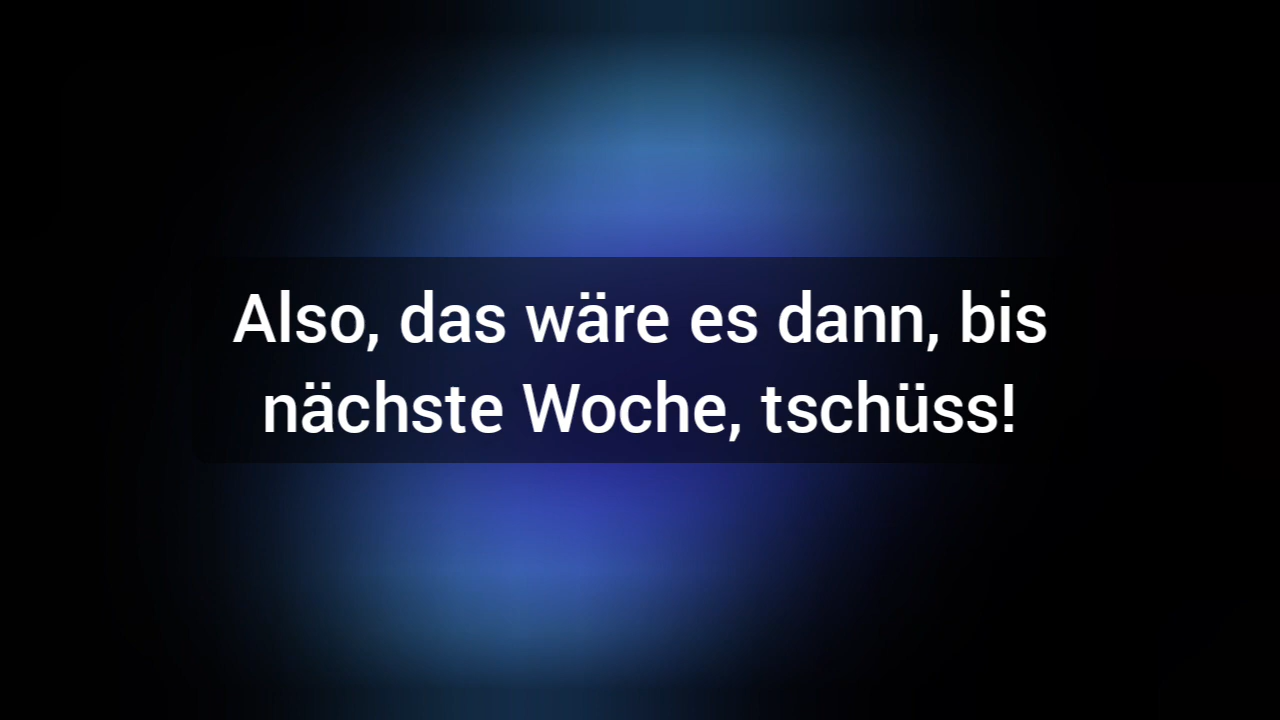 Also, das wäre es dann, bis
nächste Woche, tschüss!